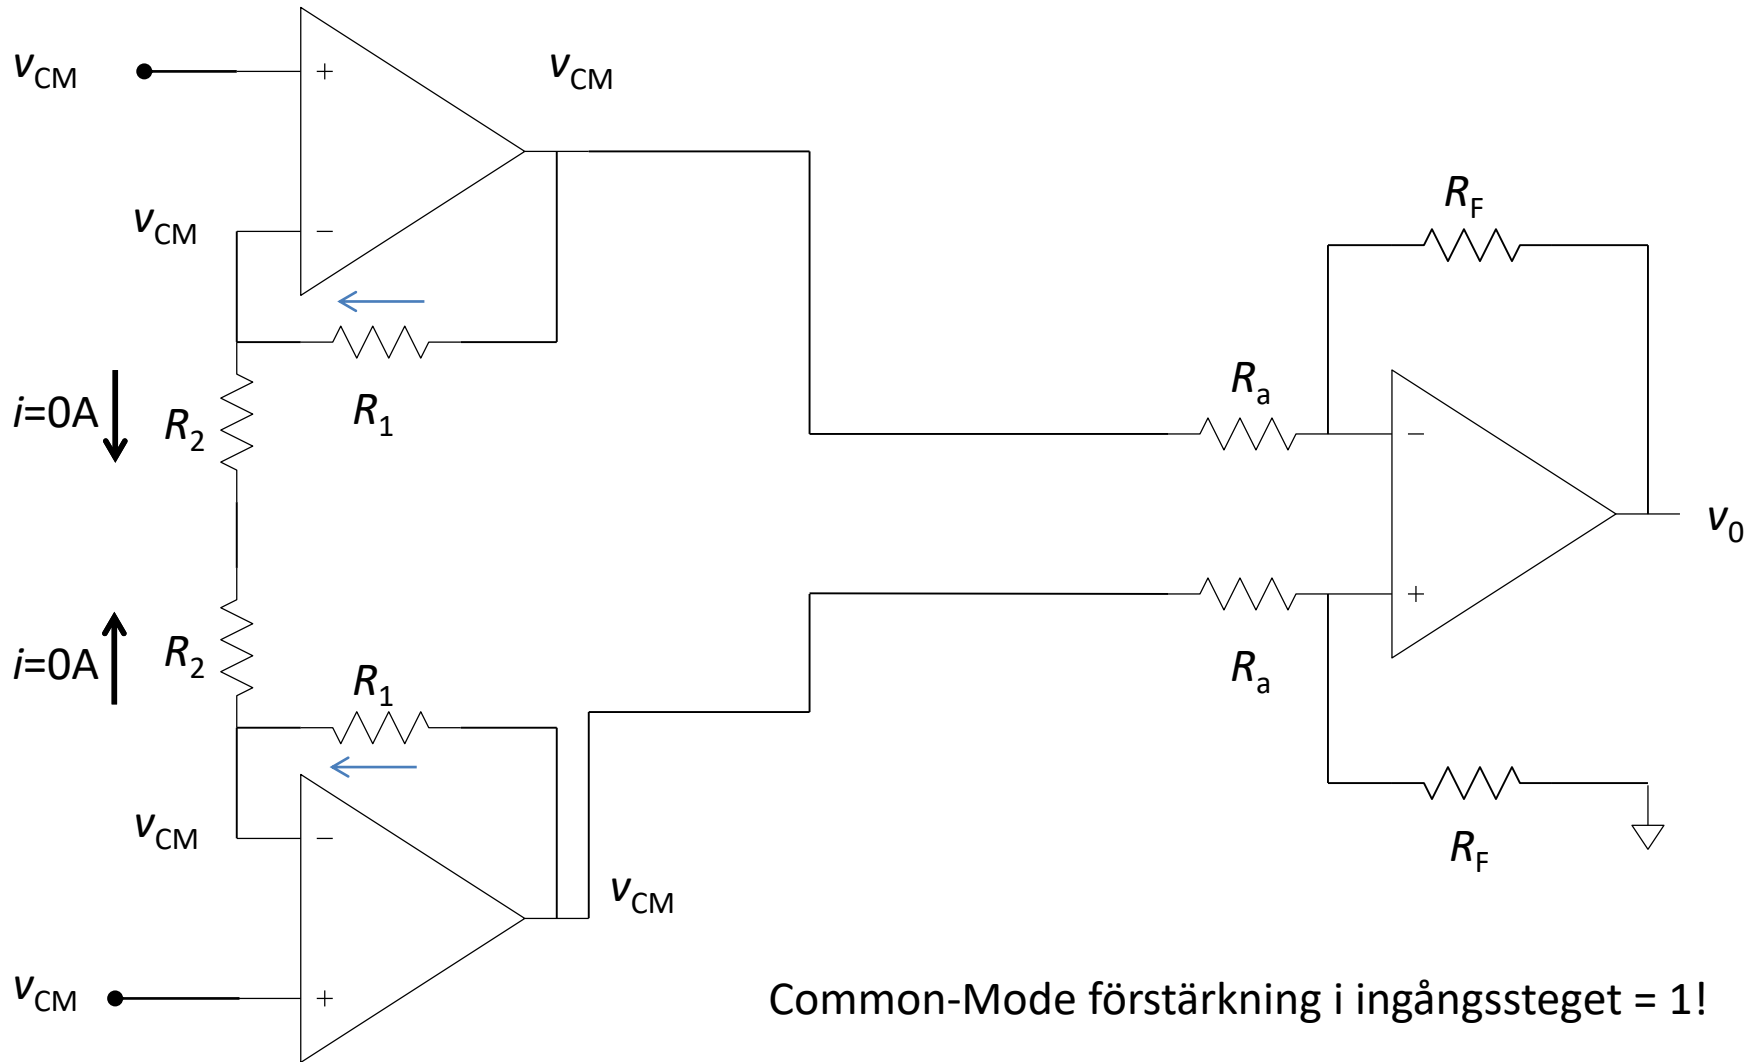 vCM
+
vCM
vCM
−
RF
Ra
−
i=0A
R2
R1
v0
+
i=0A
R2
R1
Ra
vCM
−
RF
vCM
vCM
+
Common-Mode förstärkning i ingångssteget = 1!